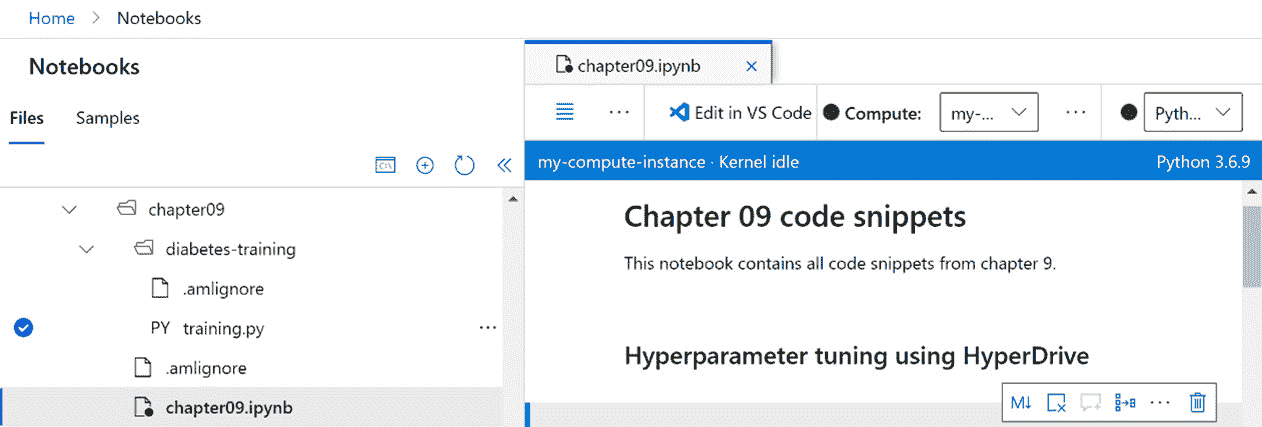 Home > Notebooks
Notebooks
Files Samples
chapter09
diabetes-training
.amlignore
PY training.py ...
.amlignore
chapter09.ipynb
chapter09.ipynb ×
... Edit in VS Code Compute: my-... ... Pyth...
my-compute-instance · Kernel idle Python 3.6.9
Chapter 09 code snippets
This notebook contains all code snippets from chapter 9.
Hyperparameter tuning using HyperDrive
M↓ ...